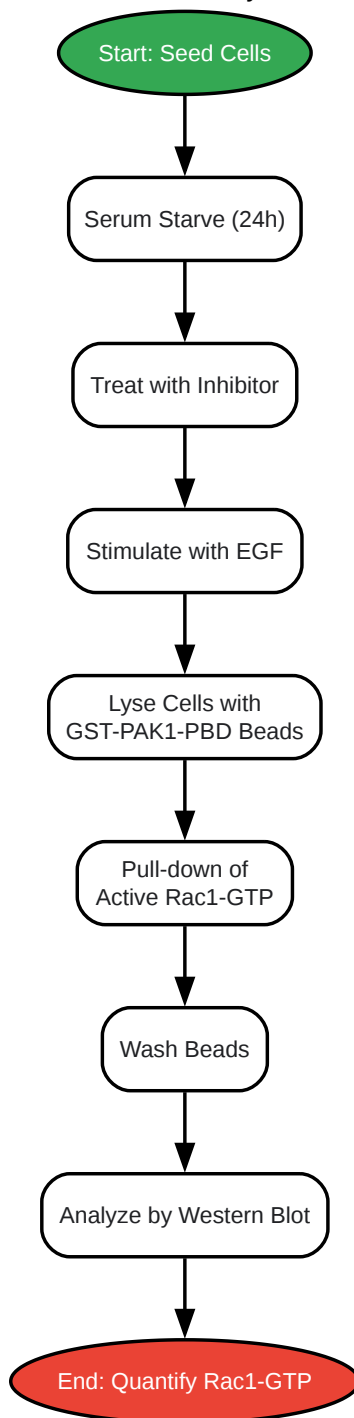 Start: Seed Cells
Serum Starve (24h)
Treat with Inhibitor
Stimulate with EGF
Lyse Cells with
GST-PAK1-PBD Beads
Pull-down of
Active Rac1-GTP
Wash Beads
Analyze by Western Blot
End: Quantify Rac1-GTP